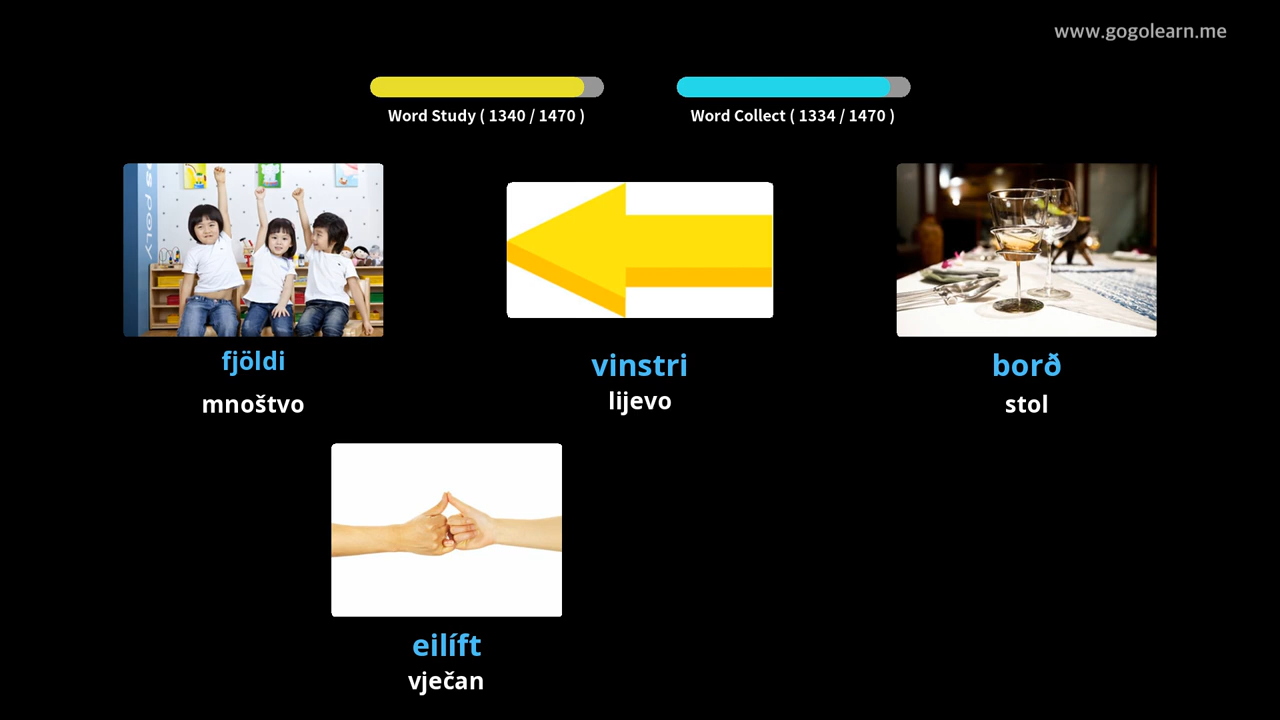 www.gogolearn.me
Word Study ( 1340 / 1470 )
Word Collect ( 1334 / 1470 )
fjöldi
mnoštvo
vinstri
lijevo
borð
stol
eilíft
vječan